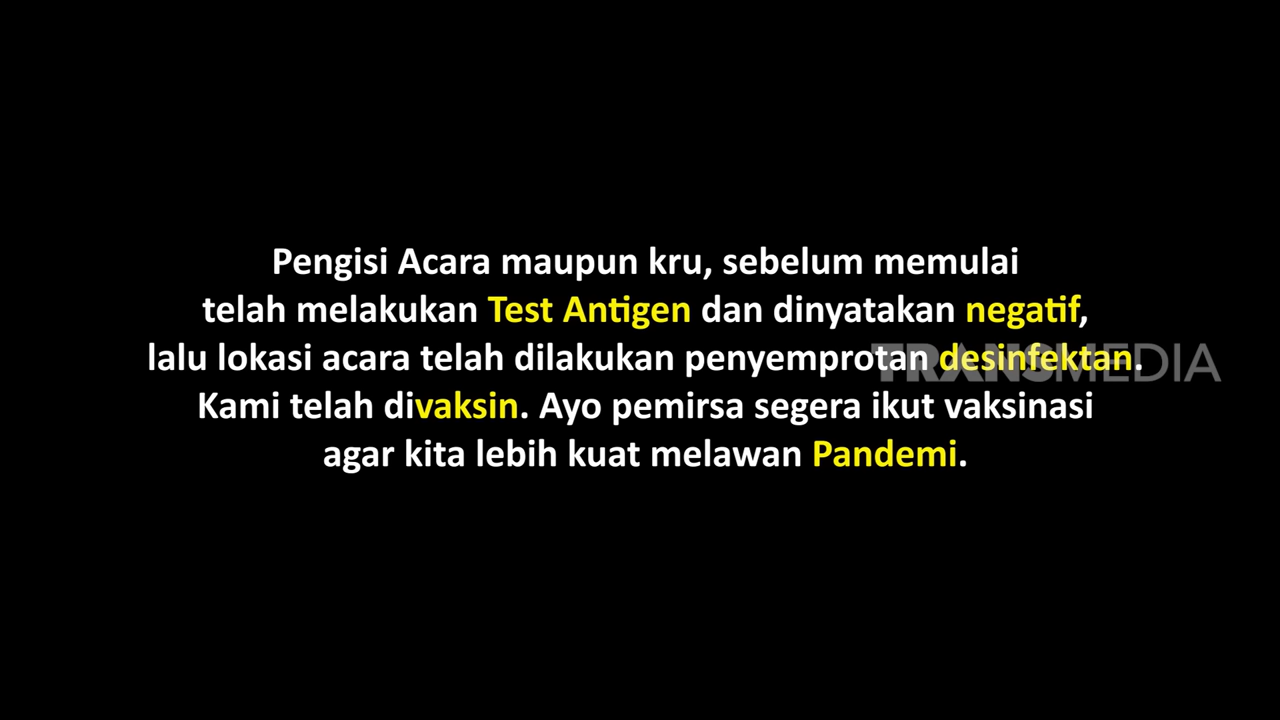 Pengisi Acara maupun kru, sebelum memulai
telah melakukan Test Antigen dan dinyatakan negatif,
lalu lokasi acara telah dilakukan penyemprotan desinfektan.
TRANSMEDIA
Kami telah divaksin. Ayo pemirsa segera ikut vaksinasi
agar kita lebih kuat melawan Pandemi.